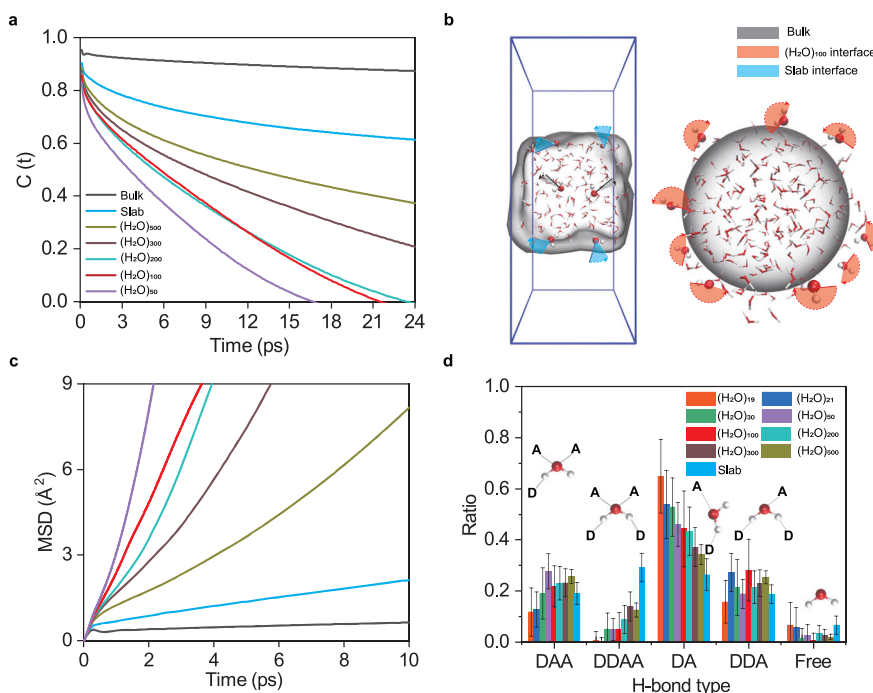 a
C (t)
1.0
0.8
0.6
0.4
0.2
0.0
Bulk
Slab
(H₂O)₅₀₀
(H₂O)₃₀₀
(H₂O)₂₀₀
(H₂O)₁₀₀
(H₂O)₅₀
0 3 6 9 12 15 18 21 24
Time (ps)
b
Bulk
(H₂O)₁₀₀ interface
Slab interface
c
MSD (Å²)
9
6
3
0
0 2 4 6 8 10
Time (ps)
d
Ratio
1.0
0.8
0.6
0.4
0.2
0.0
(H₂O)₁₉ (H₂O)₂₁
(H₂O)₃₀ (H₂O)₅₀
(H₂O)₁₀₀ (H₂O)₂₀₀
(H₂O)₃₀₀ (H₂O)₅₀₀
Slab
A A
D
A A
D D
A
D
A
D D
DAA DDAA DA DDA Free
H-bond type